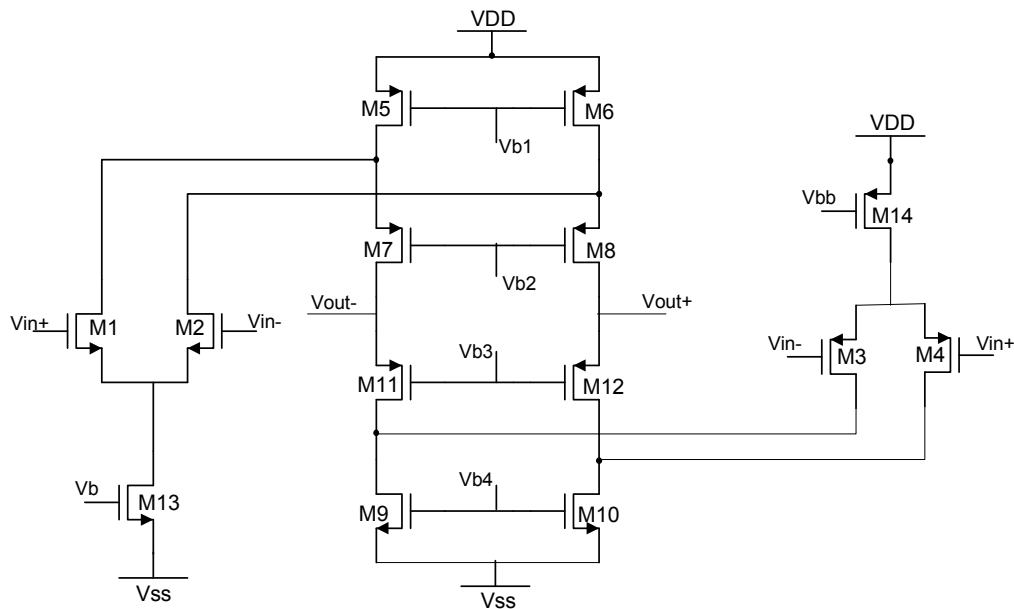 VDD
M5
M6
Vb1
VDD
Vbb
M14
M7
M8
Vb2
Vout-
Vout+
Vin+
M1
M2
Vin-
Vin-
M3
M4
Vin+
Vb3
M11
M12
Vb
M13
Vb4
M9
M10
Vss
Vss